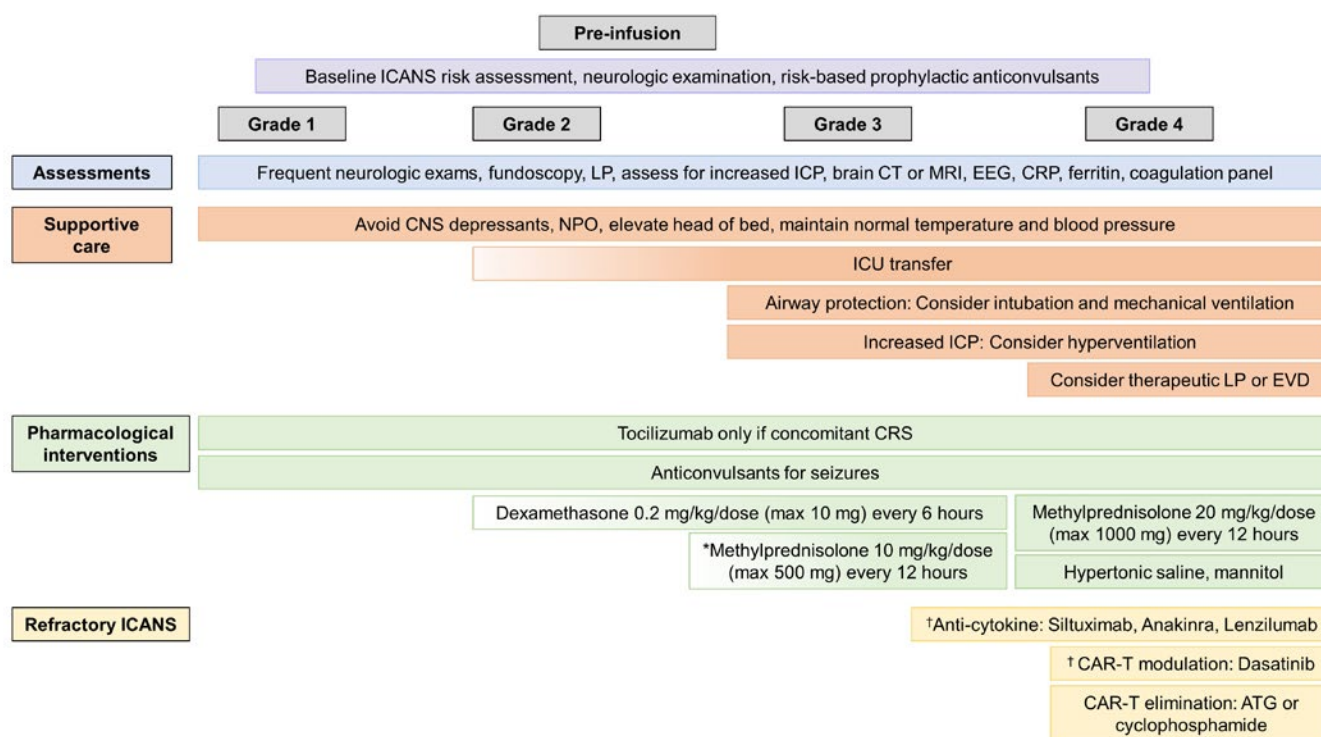 Pre-infusion
Baseline ICANS risk assessment, neurologic examination, risk-based prophylactic anticonvulsants
Grade 1
Grade 2
Grade 3
Grade 4
Assessments
Frequent neurologic exams, fundoscopy, LP, assess for increased ICP, brain CT or MRI, EEG, CRP, ferritin, coagulation panel
Supportive
care
Avoid CNS depressants, NPO, elevate head of bed, maintain normal temperature and blood pressure
ICU transfer
Airway protection: Consider intubation and mechanical ventilation
Increased ICP: Consider hyperventilation
Consider therapeutic LP or EVD
Pharmacological
interventions
Tocilizumab only if concomitant CRS
Anticonvulsants for seizures
Dexamethasone 0.2 mg/kg/dose (max 10 mg) every 6 hours
*Methylprednisolone 10 mg/kg/dose
(max 500 mg) every 12 hours
Methylprednisolone 20 mg/kg/dose
(max 1000 mg) every 12 hours
Hypertonic saline, mannitol
Refractory ICANS
†Anti-cytokine: Siltuximab, Anakinra, Lenzilumab
† CAR-T modulation: Dasatinib
CAR-T elimination: ATG or
cyclophosphamide